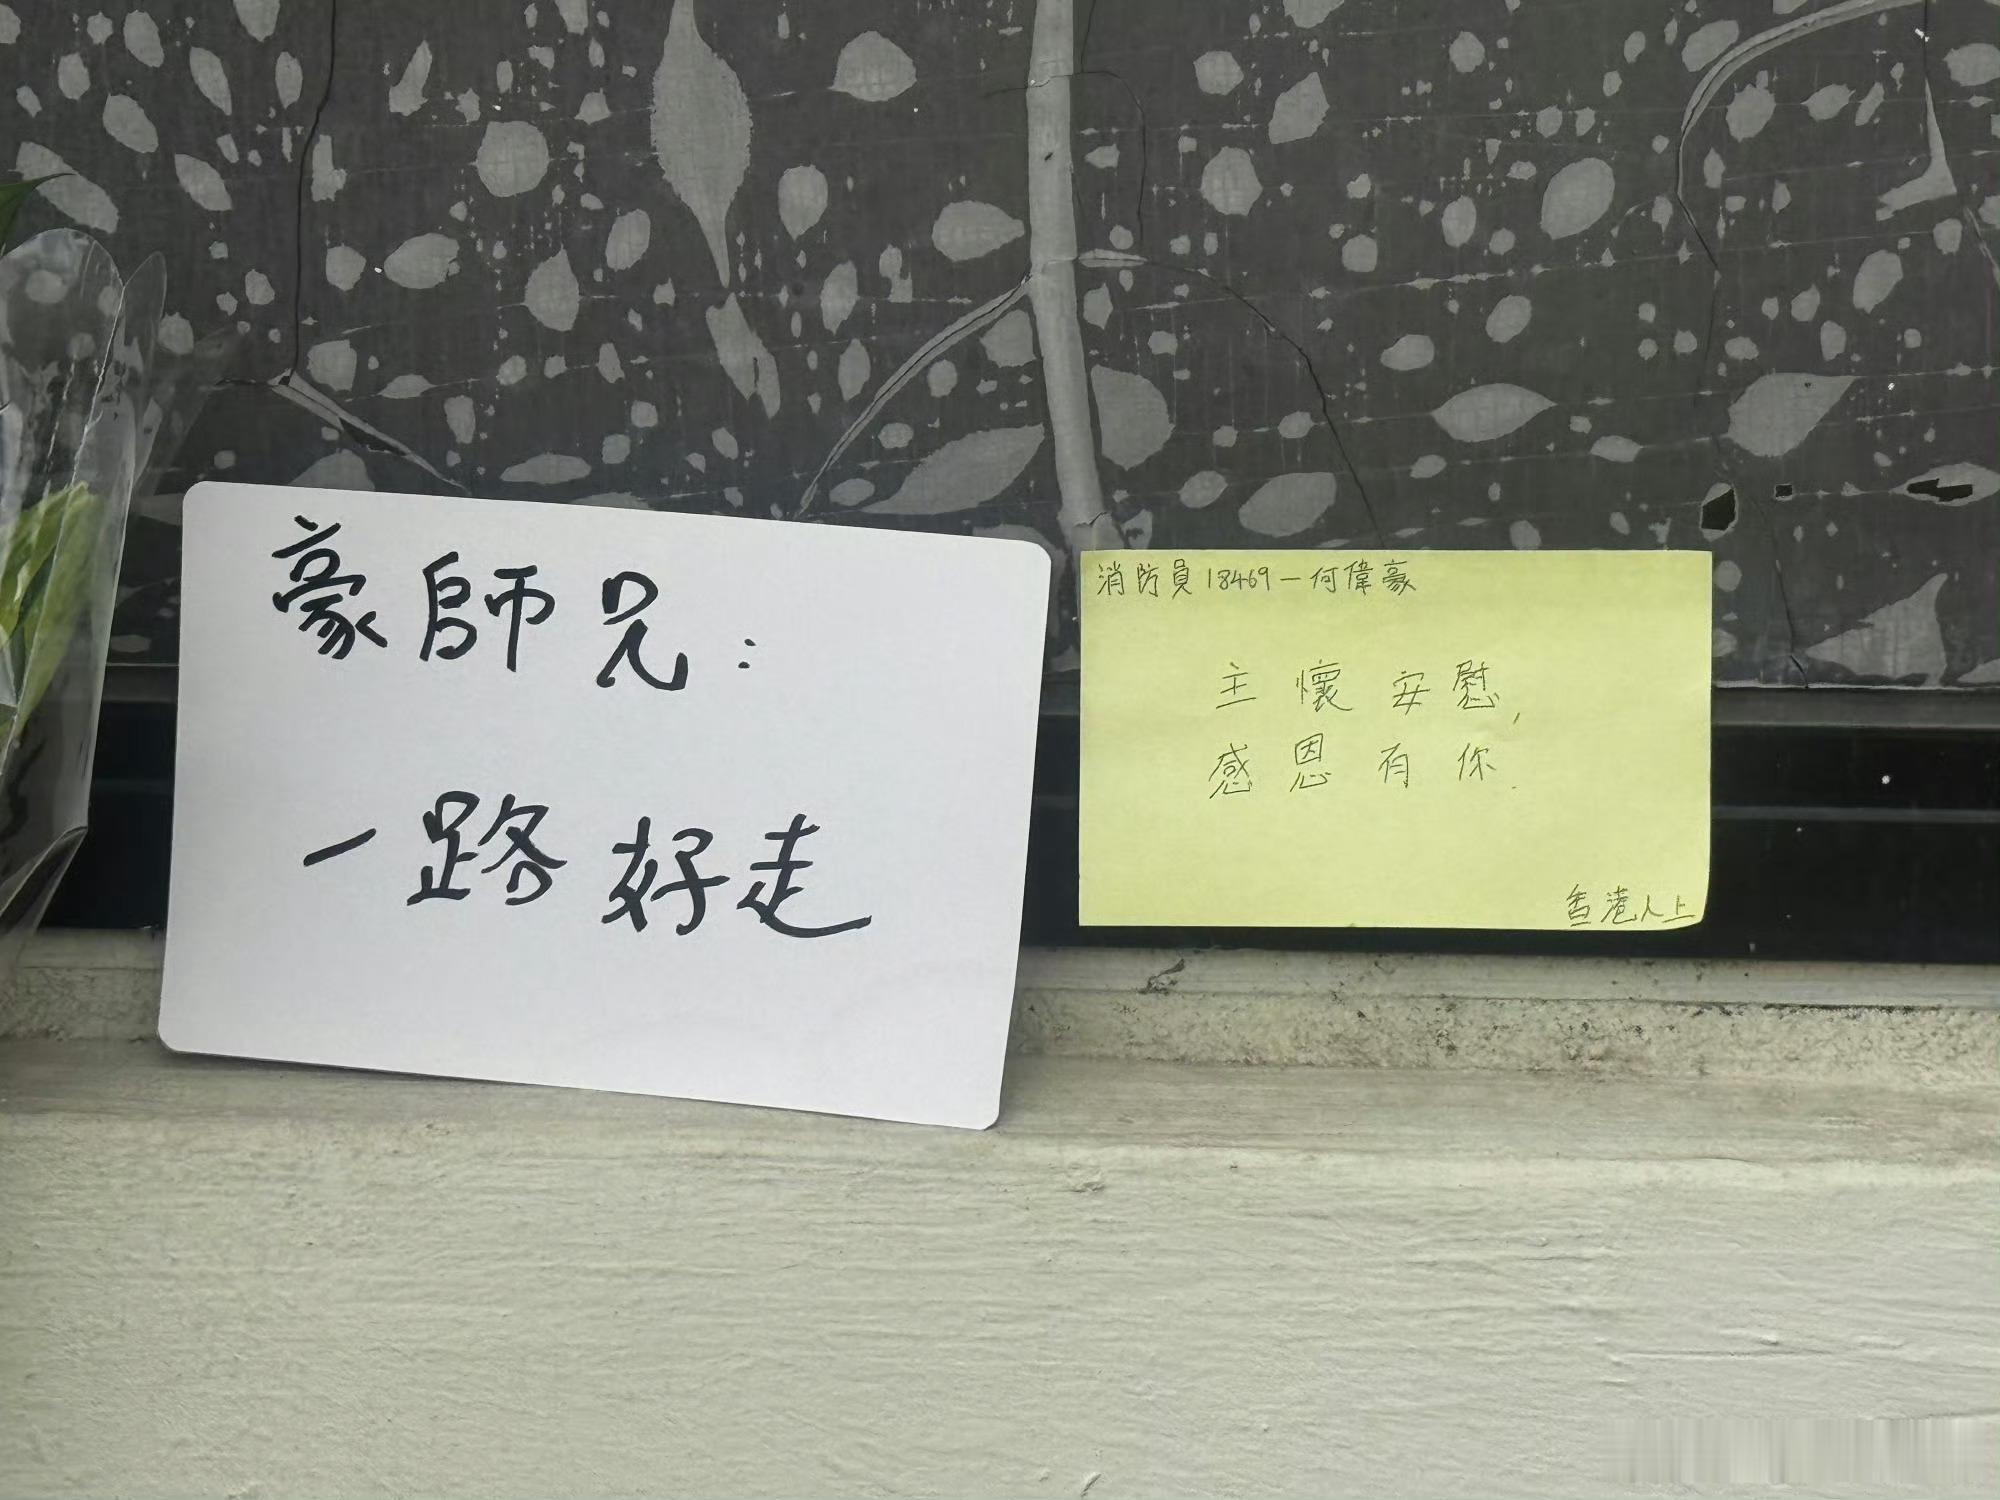 豪師兄：
一路好走
消防員18469－何偉豪
主懷安慰,
感恩有你.
香港人上